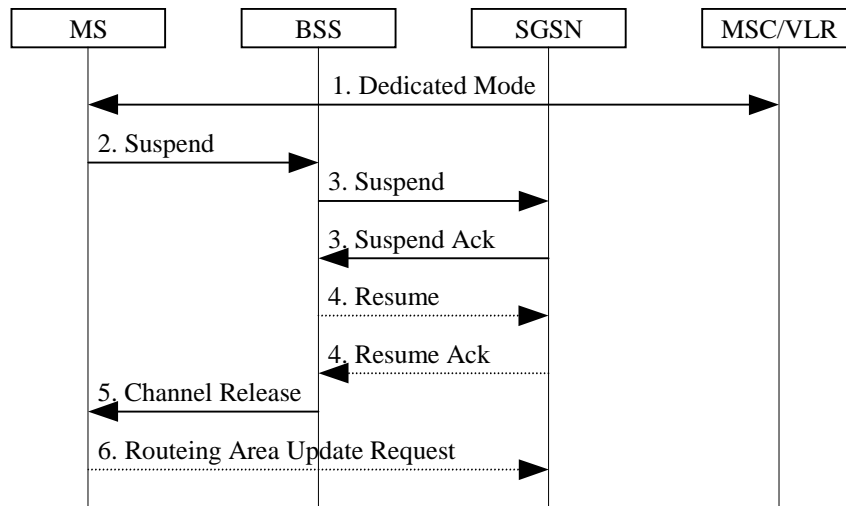 MS
BSS
SGSN
MSC/VLR
1. Dedicated Mode
2. Suspend
3. Suspend
3. Suspend Ack
4. Resume
4. Resume Ack
5. Channel Release
6. Routeing Area Update Request